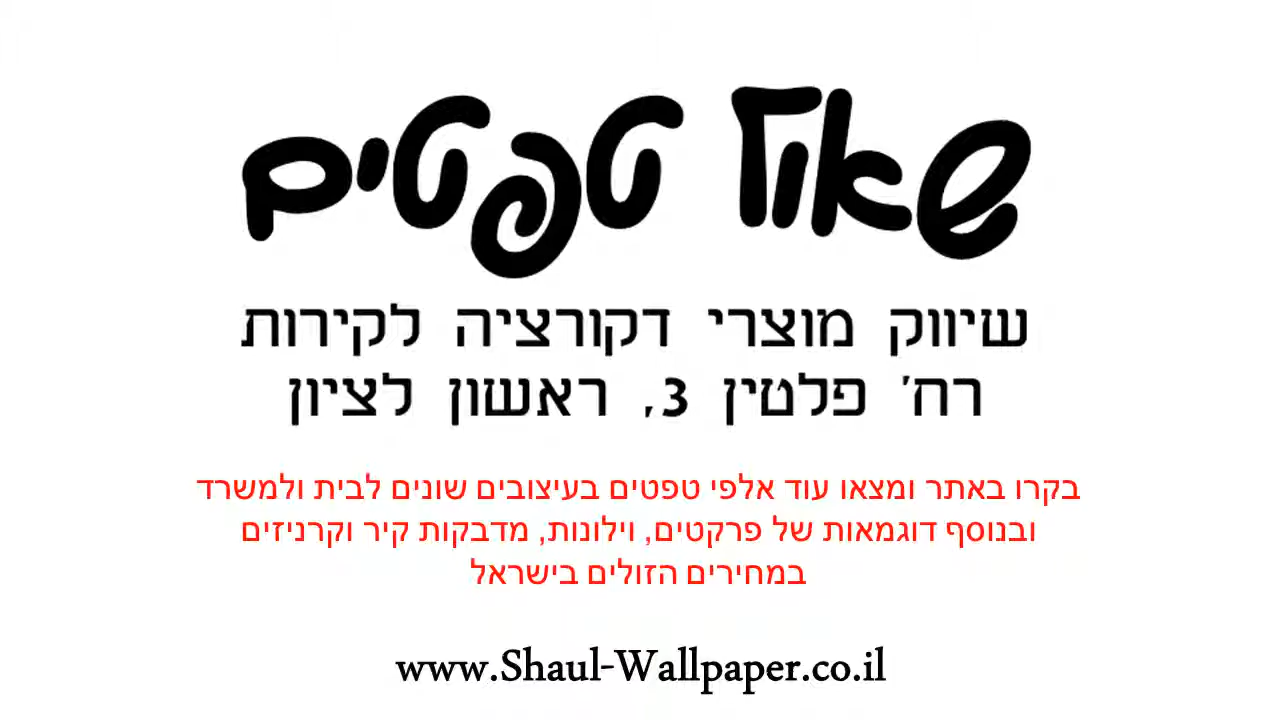 שאול טפטים
שיווק מוצרי דקורציה לקירות
רח' פלטין 3, ראשון לציון
בקרו באתר ומצאו עוד אלפי טפטים בעיצובים שונים לבית ולמשרד
ובנוסף דוגמאות של פרקטים, וילונות, מדבקות קיר וקרניזים
במחירים הזולים בישראל
www.Shaul-Wallpaper.co.il